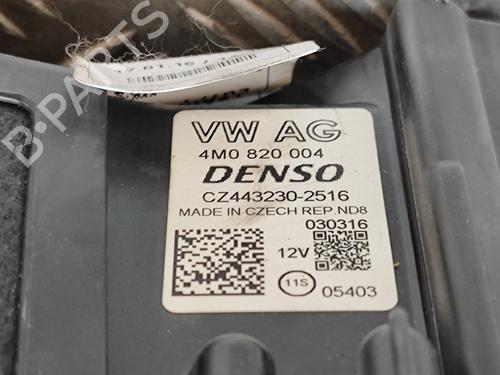 VW AG
4M0 820 004
DENSO
CZ443230-2516
MADE IN CZECH REP.ND8
030316
12V
11S
05403
B-PARTS